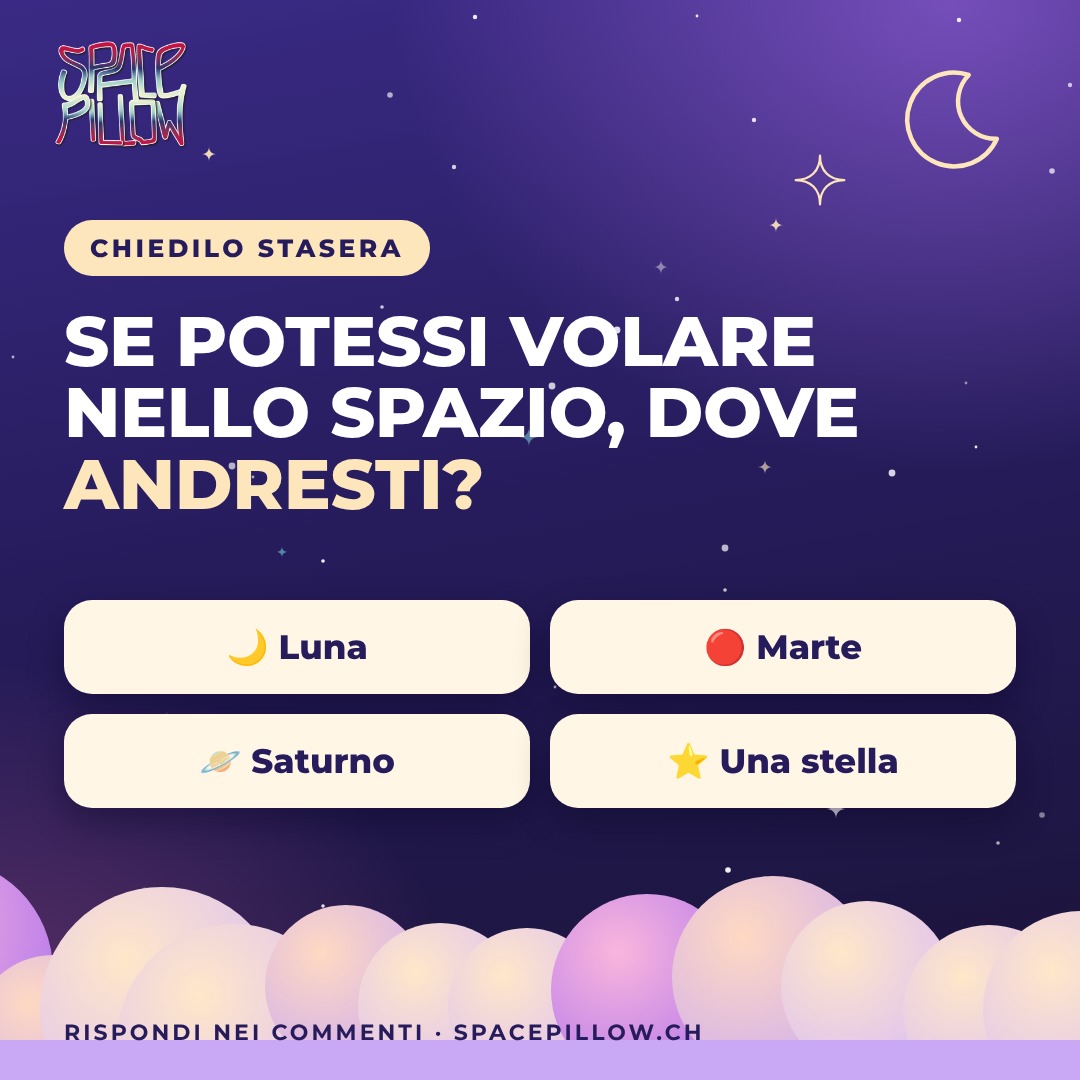 SPACE
PILLOW
CHIEDILO STASERA
SE POTESSI VOLARE
NELLO SPAZIO, DOVE
ANDRESTI?
🌙 Luna
🔴 Marte
🪐 Saturno
⭐ Una stella
RISPONDI NEI COMMENTI · SPACEPILLOW.CH